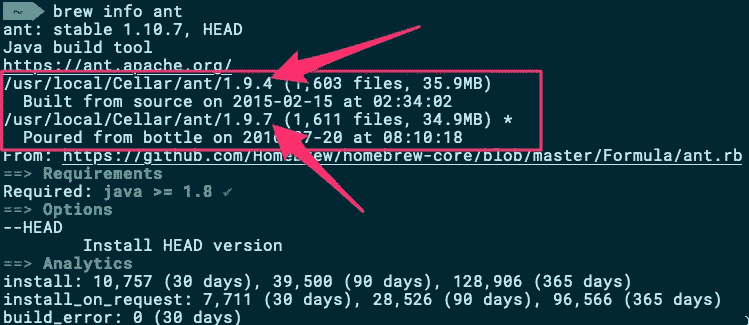 brew info ant
ant: stable 1.10.7, HEAD
Java build tool
https://ant.apache.org/
/usr/local/Cellar/ant/1.9.4 (1,603 files, 35.9MB)
Built from source on 2015-02-15 at 02:34:02
/usr/local/Cellar/ant/1.9.7 (1,611 files, 34.9MB) *
Poured from bottle on 2016-07-20 at 08:10:18
From: https://github.com/Homebrew/homebrew-core/blob/master/Formula/ant.rb
==> Requirements
Required: java >= 1.8 ✔
==> Options
--HEAD
Install HEAD version
==> Analytics
install: 10,757 (30 days), 39,500 (90 days), 128,906 (365 days)
install_on_request: 7,711 (30 days), 28,526 (90 days), 96,566 (365 days)
build_error: 0 (30 days)